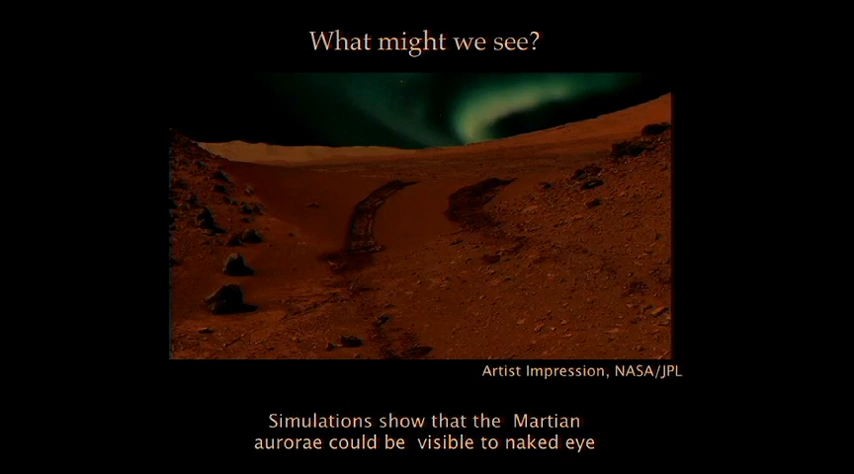 What might we see?
Artist Impression, NASA/JPL
Simulations show that the Martian
aurorae could be visible to naked eye